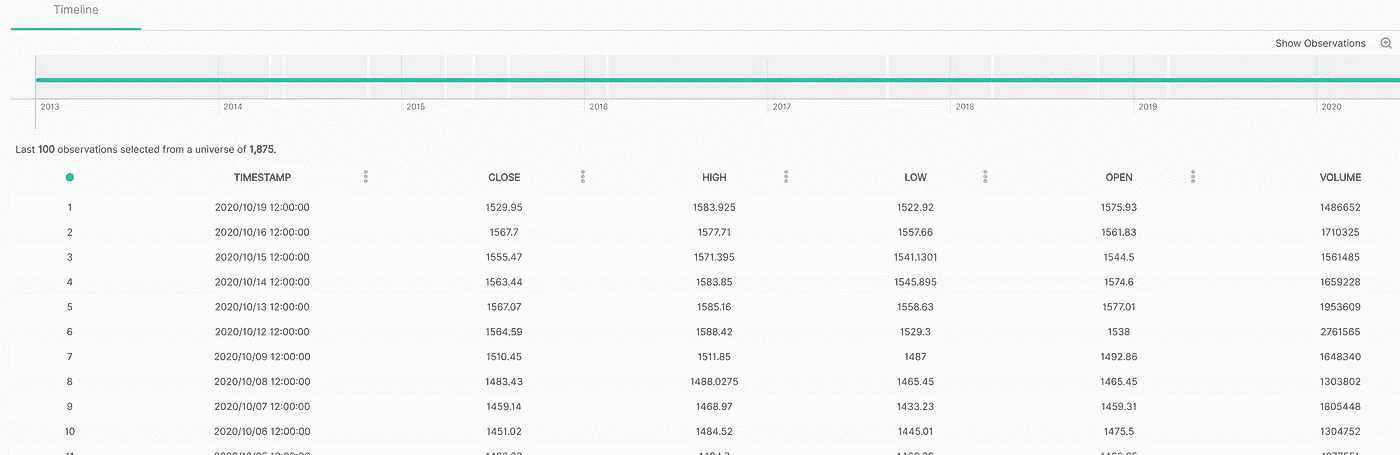 Timeline
Show Observations
2013 2014 2015 2016 2017 2018 2019 2020
Last 100 observations selected from a universe of 1,875.
TIMESTAMP CLOSE HIGH LOW OPEN VOLUME
1 2020/10/19 12:00:00 1529.95 1583.925 1522.92 1575.93 1486652
2 2020/10/16 12:00:00 1567.7 1577.71 1557.66 1561.83 1710325
3 2020/10/15 12:00:00 1555.47 1571.395 1541.1301 1544.5 1561485
4 2020/10/14 12:00:00 1563.44 1583.85 1545.895 1574.6 1659228
5 2020/10/13 12:00:00 1567.07 1585.16 1558.63 1577.01 1953609
6 2020/10/12 12:00:00 1564.59 1588.42 1529.3 1538 2761565
7 2020/10/09 12:00:00 1510.45 1511.85 1487 1492.86 1648340
8 2020/10/08 12:00:00 1483.43 1488.0275 1465.45 1465.45 1303802
9 2020/10/07 12:00:00 1459.14 1468.97 1433.23 1459.31 1805448
10 2020/10/06 12:00:00 1451.02 1484.52 1445.01 1475.5 1304752